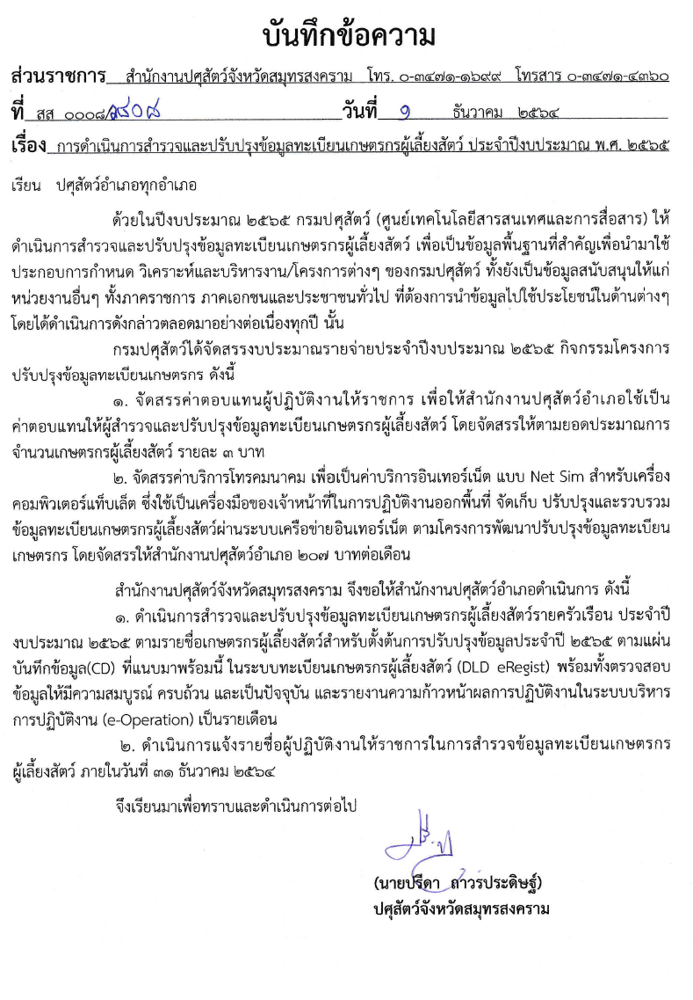 บันทึกข้อความ
ส่วนราชการ สำนักงานปศุสัตว์จังหวัดสมุทรสงคราม โทร. ๐-๓๔๗๑-๑๖๙๙ โทรสาร ๐-๓๔๗๑-๔๓๖๐
ที่ สส ๐๐๐๘/ วันที่ ๑ ธันวาคม ๒๕๖๔
เรื่อง การดำเนินการสำรวจและปรับปรุงข้อมูลทะเบียนเกษตรกรผู้เลี้ยงสัตว์ ประจำปีงบประมาณ พ.ศ. ๒๕๖๕
เรียน ปศุสัตว์อำเภอทุกอำเภอ
ด้วยในปีงบประมาณ ๒๕๖๕ กรมปศุสัตว์ (ศูนย์เทคโนโลยีสารสนเทศและการสื่อสาร) ให้
ดำเนินการสำรวจและปรับปรุงข้อมูลทะเบียนเกษตรกรผู้เลี้ยงสัตว์ เพื่อเป็นข้อมูลพื้นฐานที่สำคัญเพื่อนำมาใช้
ประกอบการกำหนด วิเคราะห์และบริหารงาน/โครงการต่างๆ ของกรมปศุสัตว์ ทั้งยังเป็นข้อมูลสนับสนุนให้แก่
หน่วยงานอื่นๆ ทั้งภาคราชการ ภาคเอกชนและประชาชนทั่วไป ที่ต้องการนำข้อมูลไปใช้ประโยชน์ในด้านต่างๆ
โดยได้ดำเนินการดังกล่าวตลอดมาอย่างต่อเนื่องทุกปี นั้น
กรมปศุสัตว์ได้จัดสรรงบประมาณรายจ่ายประจำปีงบประมาณ ๒๕๖๕ กิจกรรมโครงการ
ปรับปรุงข้อมูลทะเบียนเกษตรกร ดังนี้
๑. จัดสรรค่าตอบแทนผู้ปฏิบัติงานให้ราชการ เพื่อให้สำนักงานปศุสัตว์อำเภอใช้เป็น
ค่าตอบแทนให้ผู้สำรวจและปรับปรุงข้อมูลทะเบียนเกษตรกรผู้เลี้ยงสัตว์ โดยจัดสรรให้ตามยอดประมาณการ
จำนวนเกษตรกรผู้เลี้ยงสัตว์ รายละ ๓ บาท
๒. จัดสรรค่าบริการโทรคมนาคม เพื่อเป็นค่าบริการอินเทอร์เน็ต แบบ Net Sim สำหรับเครื่อง
คอมพิวเตอร์แท็บเล็ต ซึ่งใช้เป็นเครื่องมือของเจ้าหน้าที่ในการปฏิบัติงานออกพื้นที่ จัดเก็บ ปรับปรุงและรวบรวม
ข้อมูลทะเบียนเกษตรกรผู้เลี้ยงสัตว์ผ่านระบบเครือข่ายอินเทอร์เน็ต ตามโครงการพัฒนาปรับปรุงข้อมูลทะเบียน
เกษตรกร โดยจัดสรรให้สำนักงานปศุสัตว์อำเภอ ๒๐๗ บาทต่อเดือน
สำนักงานปศุสัตว์จังหวัดสมุทรสงคราม จึงขอให้สำนักงานปศุสัตว์อำเภอดำเนินการ ดังนี้
๑. ดำเนินการสำรวจและปรับปรุงข้อมูลทะเบียนเกษตรกรผู้เลี้ยงสัตว์รายครัวเรือน ประจำปี
งบประมาณ ๒๕๖๕ ตามรายชื่อเกษตรกรผู้เลี้ยงสัตว์สำหรับตั้งต้นการปรับปรุงข้อมูลประจำปี ๒๕๖๕ ตามแผ่น
บันทึกข้อมูล(CD) ที่แนบมาพร้อมนี้ ในระบบทะเบียนเกษตรกรผู้เลี้ยงสัตว์ (DLD eRegist) พร้อมทั้งตรวจสอบ
ข้อมูลให้มีความสมบูรณ์ ครบถ้วน และเป็นปัจจุบัน และรายงานความก้าวหน้าผลการปฏิบัติงานในระบบบริหาร
การปฏิบัติงาน (e-Operation) เป็นรายเดือน
๒. ดำเนินการแจ้งรายชื่อผู้ปฏิบัติงานให้ราชการในการสำรวจข้อมูลทะเบียนเกษตรกร
ผู้เลี้ยงสัตว์ ภายในวันที่ ๓๑ ธันวาคม ๒๕๖๔
จึงเรียนมาเพื่อทราบและดำเนินการต่อไป
(นายปรีดา ถาวรประดิษฐ์)
ปศุสัตว์จังหวัดสมุทรสงคราม